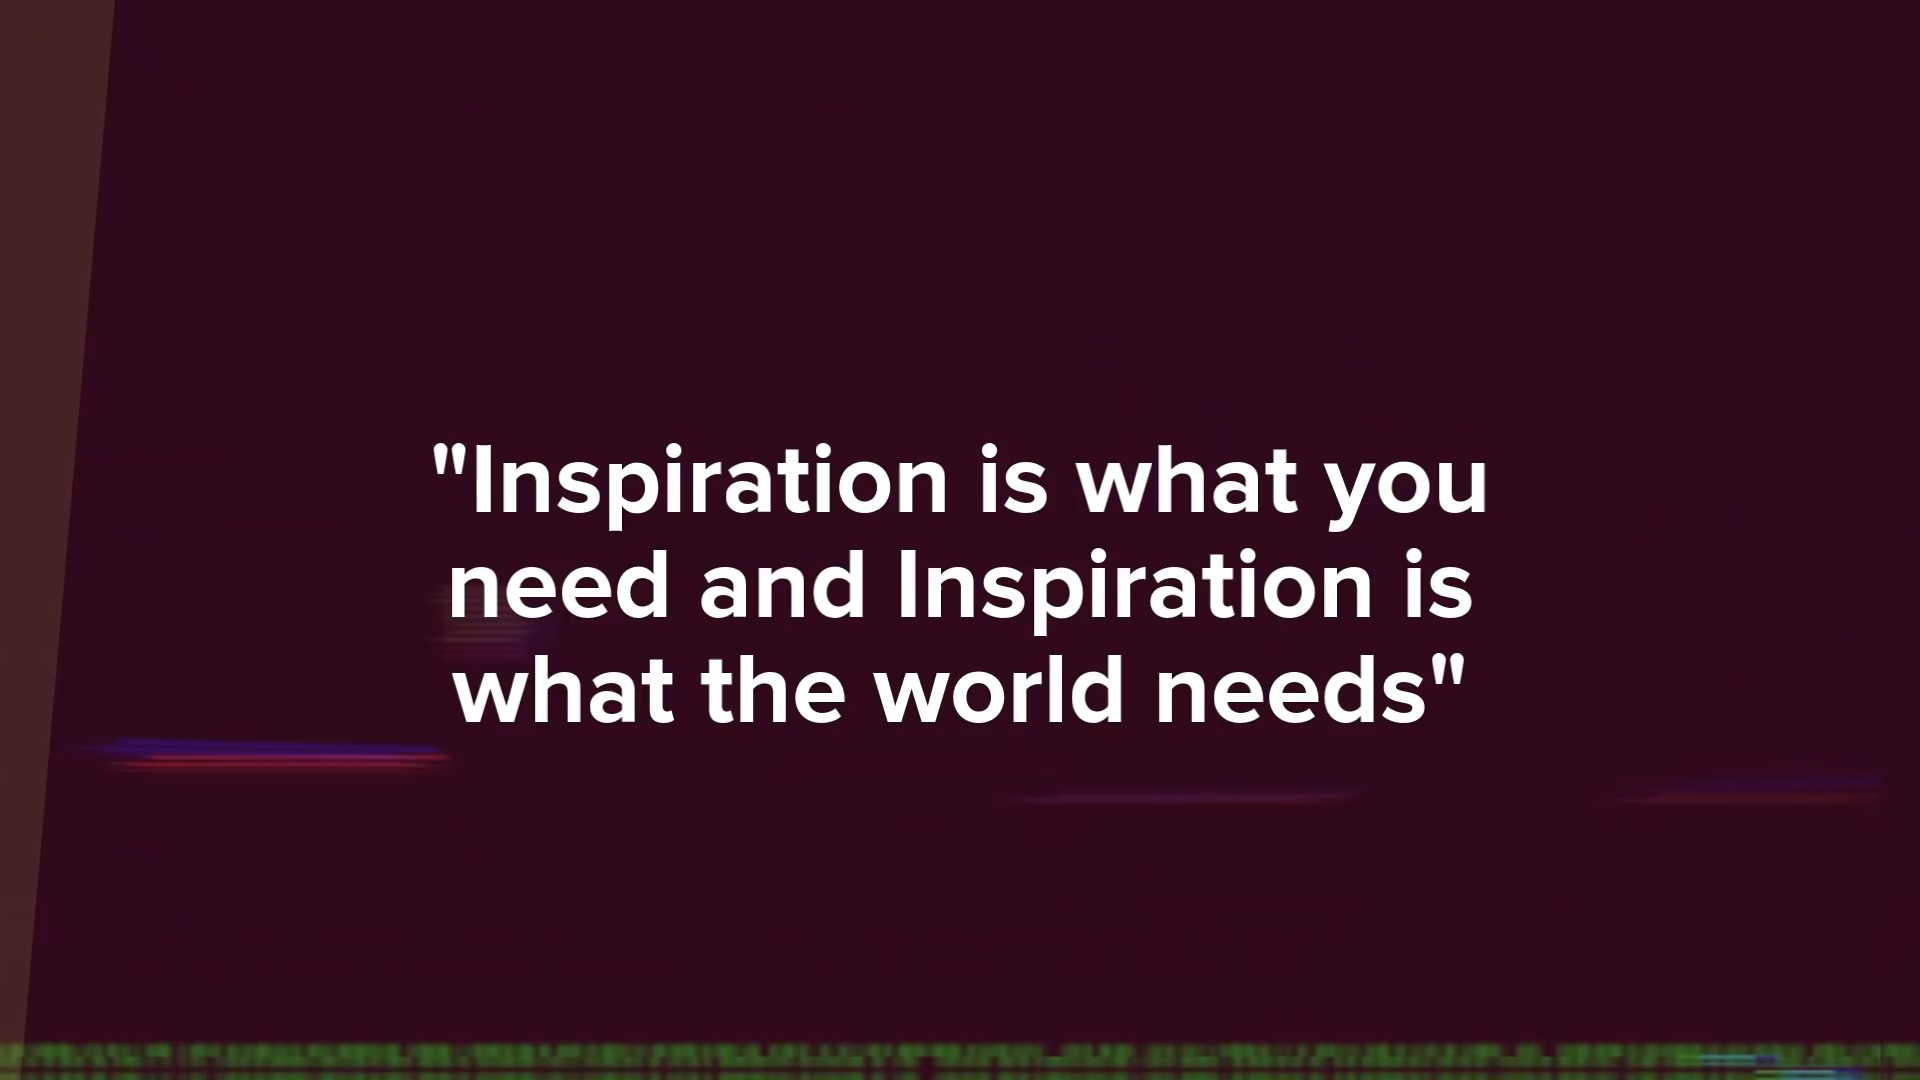 "Inspiration is what you
need and Inspiration is
what the world needs"